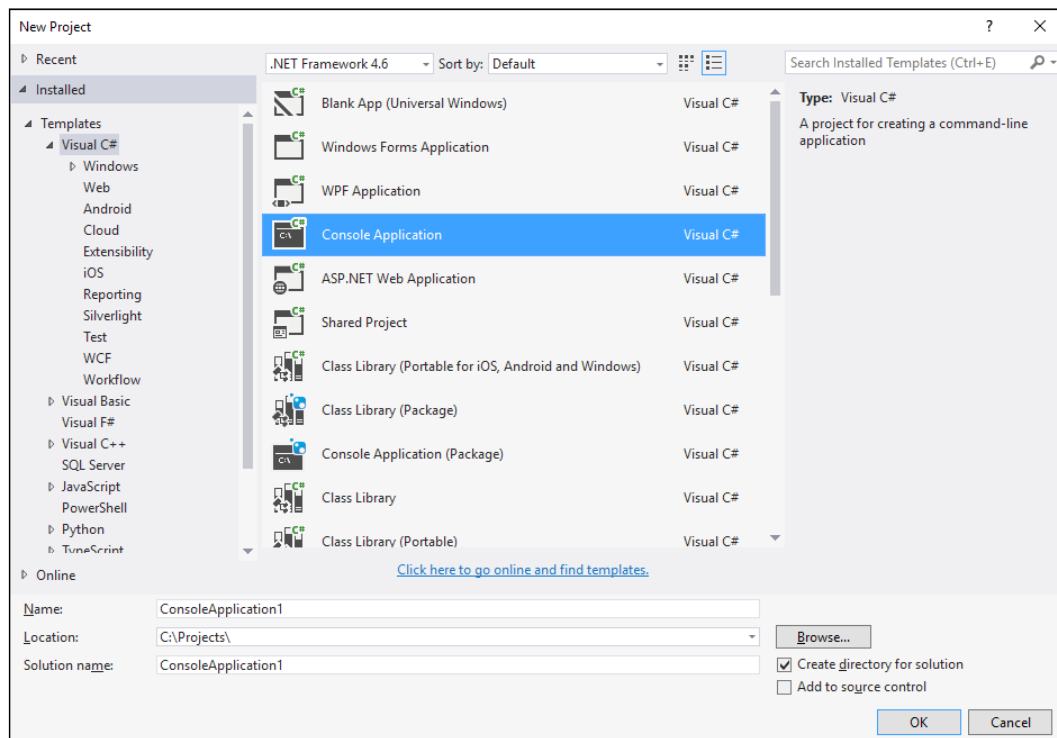 New Project
?
Recent
.NET Framework 4.6
Sort by: Default
Search Installed Templates (Ctrl+E)
Installed
Templates
Visual C#
Windows
Web
Android
Cloud
Extensibility
iOS
Reporting
Silverlight
Test
WCF
Workflow
Visual Basic
Visual F#
Visual C++
SQL Server
JavaScript
PowerShell
Python
TypeScript
Online
Blank App (Universal Windows) Visual C#
Windows Forms Application Visual C#
WPF Application Visual C#
Console Application Visual C#
ASP.NET Web Application Visual C#
Shared Project Visual C#
Class Library (Portable for iOS, Android and Windows) Visual C#
Class Library (Package) Visual C#
Console Application (Package) Visual C#
Class Library Visual C#
Class Library (Portable) Visual C#
Click here to go online and find templates.
Type: Visual C#
A project for creating a command-line
application
Name: ConsoleApplication1
Location: C:\Projects\
Browse...
Solution name: ConsoleApplication1
Create directory for solution
Add to source control
OK
Cancel